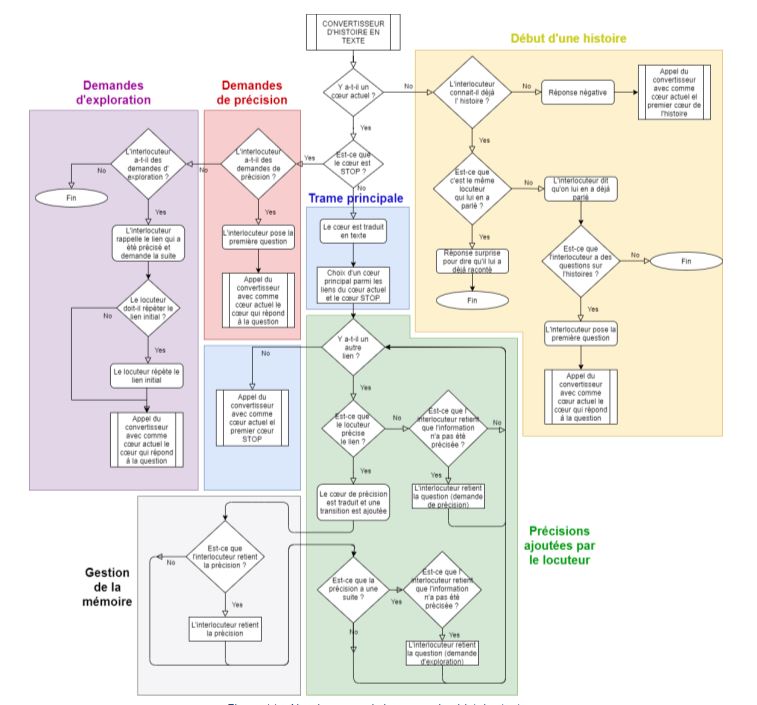 CONVERTISSEUR
D'HISTOIRE EN
TEXTE
Début d'une histoire
Y a-t-il un
cœur actuel ?
No
L'interlocuteur
connait-il déjà
l' histoire ?
No
Réponse négative
Appel du
convertisseur
avec comme
cœur actuel el
premier cœur de
l'histoire
Yes
Yes
Demandes
d'exploration
Demandes
de précision
L'interlocuteur
a-t-il des
demandes d'
exploration ?
No
L'interlocuteur
a-t-il des
demandes de
précision ?
Yes
Est-ce que
le cœur est
STOP ?
No
Est-ce que
c'est le même
locuteur
qui lui en a
parlé ?
No
L'interlocuteur dit
qu'on lui en a déjà
parlé
No
Fin
Trame principale
Yes
Yes
Yes
L'interlocuteur
rappelle le lien qui a
été précisé et
demande la suite
L'interlocuteur pose la
première question
Le cœur est traduit
en texte
Réponse surprise
pour dire qu'il lui a
déjà raconté
Est-ce que
l'interlocuteur a des
questions sur
l'histoires ?
No
Fin
Appel du
convertisseur
avec comme
cœur actuel le
cœur qui répond
à la question
Choix d'un cœur
principal parmi les
liens du cœur actuel
et le cœur STOP
Fin
Yes
Le locuteur
doit-il répéter le
lien initial ?
No
Yes
Le locuteur répète le
lien initial
Appel du
convertisseur
avec comme
cœur actuel le
cœur qui répond
à la question
Y a-t-il un
autre
lien ?
No
Yes
L'interlocuteur pose la
première question
Appel du
convertisseur
avec comme
cœur actuel le
cœur qui répond
à la question
Appel du
convertisseur
avec comme
cœur actuel el
premier cœur
STOP
Est-ce que
le locuteur
précise
le lien ?
No
Est-ce que l'
interlocuteur retient
que l'information
n'a pas été
précisée ?
No
Yes
Yes
Le cœur de précision
est traduit et une
transition est ajoutée
L'interlocuteur retient
la question (demande
de précision)
Précisions
ajoutées par
le locuteur
Gestion
de la
mémoire
Est-ce que
l'interlocuteur retient
la précision ?
No
Yes
L'interlocuteur retient
la précision
Est-ce que la
précision a une
suite ?
Yes
No
Est-ce que l'
interlocuteur retient
que l'information
n'a pas été
précisée ?
Yes
L'interlocuteur retient
la question (demande
d'exploration)